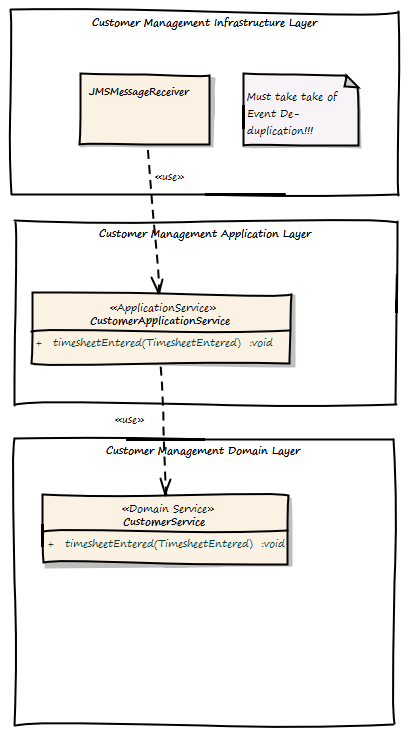 Customer Management Infrastructure Layer
JMSMessageReceiver
Must take take of
Event De-
duplication!!!
«use»
Customer Management Application Layer
«ApplicationService»
CustomerApplicationService
+ timesheetEntered(TimesheetEntered) :void
«use»
Customer Management Domain Layer
«Domain Service»
CustomerService
+ timesheetEntered(TimesheetEntered) :void